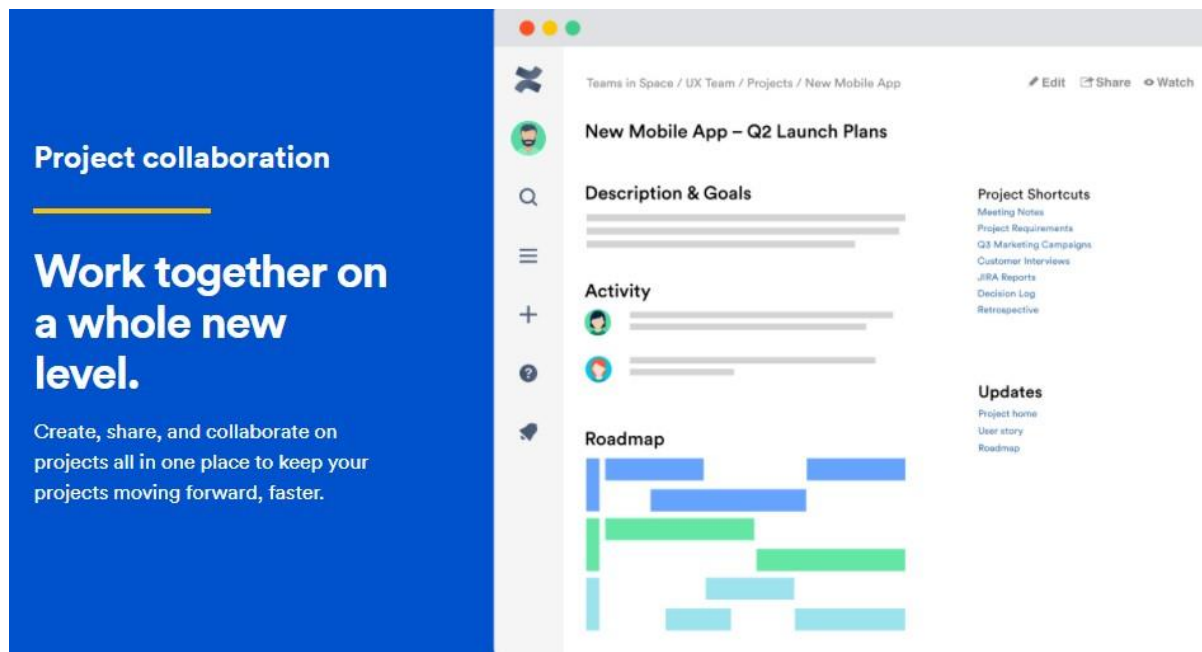 Project collaboration
Work together on
a whole new
level.
Create, share, and collaborate on
projects all in one place to keep your
projects moving forward, faster.
Teams in Space / UX Team / Projects / New Mobile App
Edit Share Watch
New Mobile App – Q2 Launch Plans
Description & Goals
Activity
Roadmap
Project Shortcuts
Meeting Notes
Project Requirements
Q3 Marketing Campaigns
Customer Interviews
JIRA Reports
Decision Log
Retrospective
Updates
Project home
User story
Roadmap